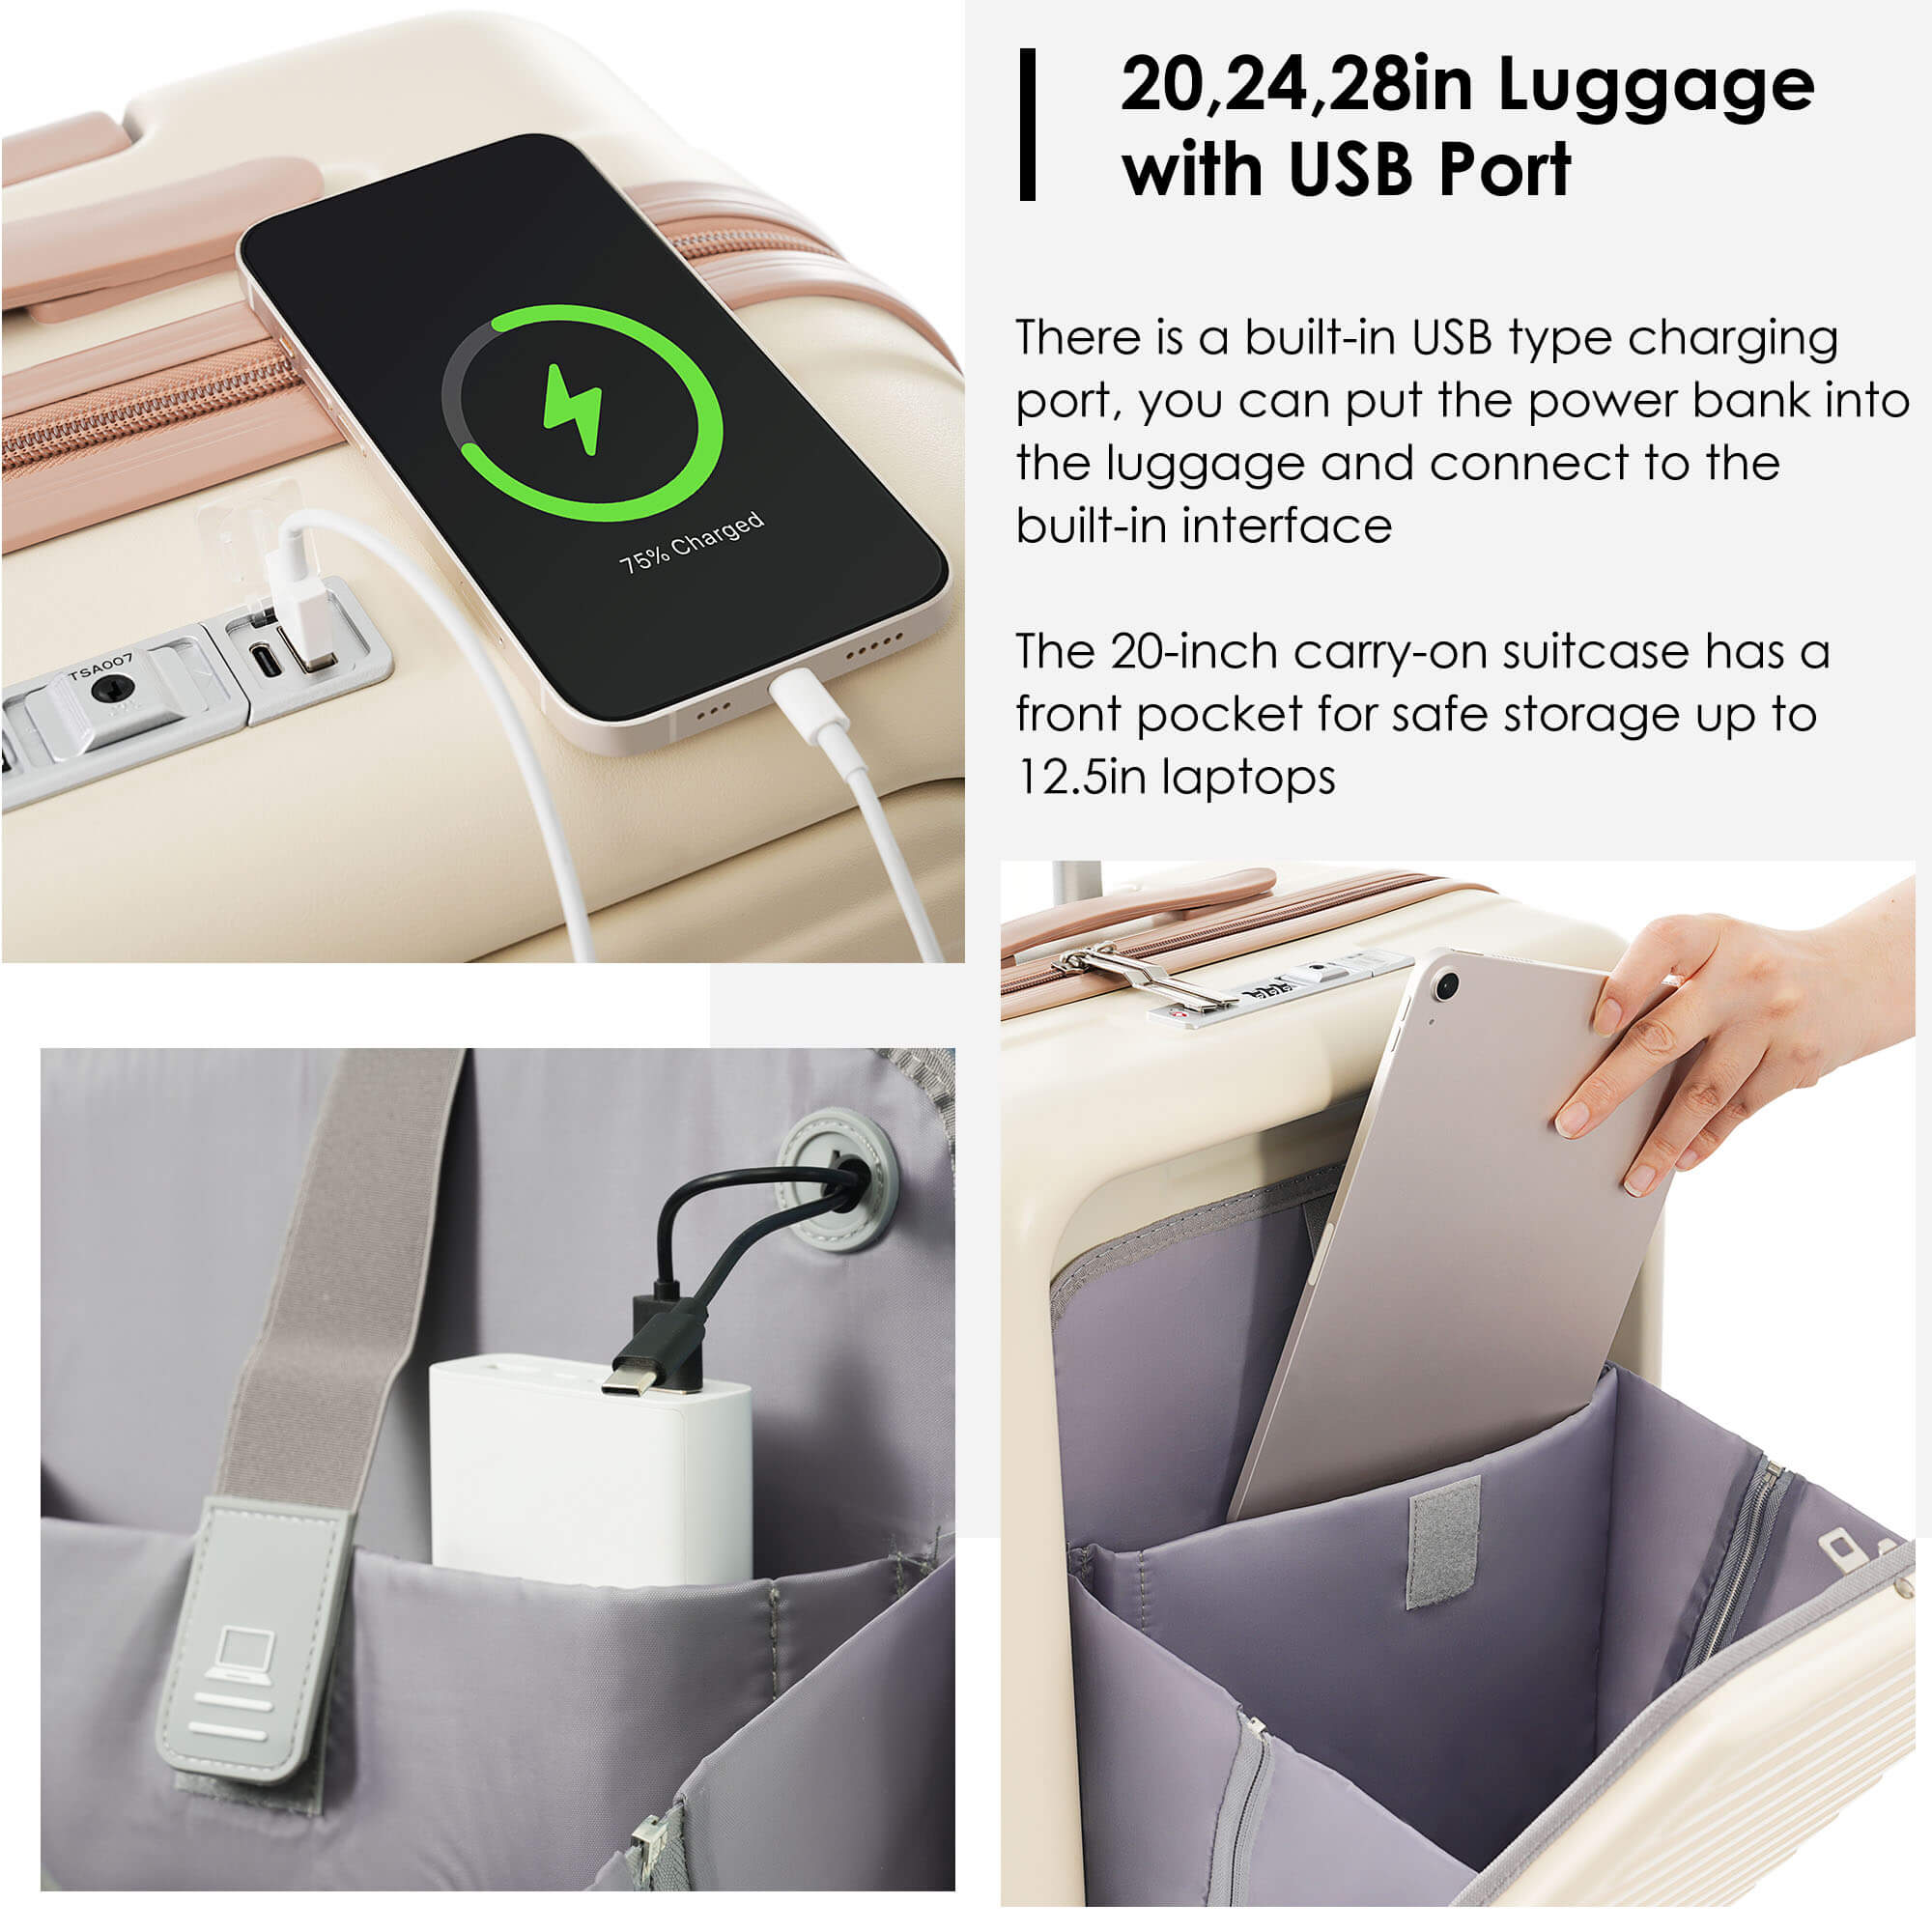 20,24,28in Luggage
with USB Port
There is a built-in USB type charging
port, you can put the power bank into
the luggage and connect to the
built-in interface
The 20-inch carry-on suitcase has a
front pocket for safe storage up to
12.5in laptops
75% Charged
TSA007